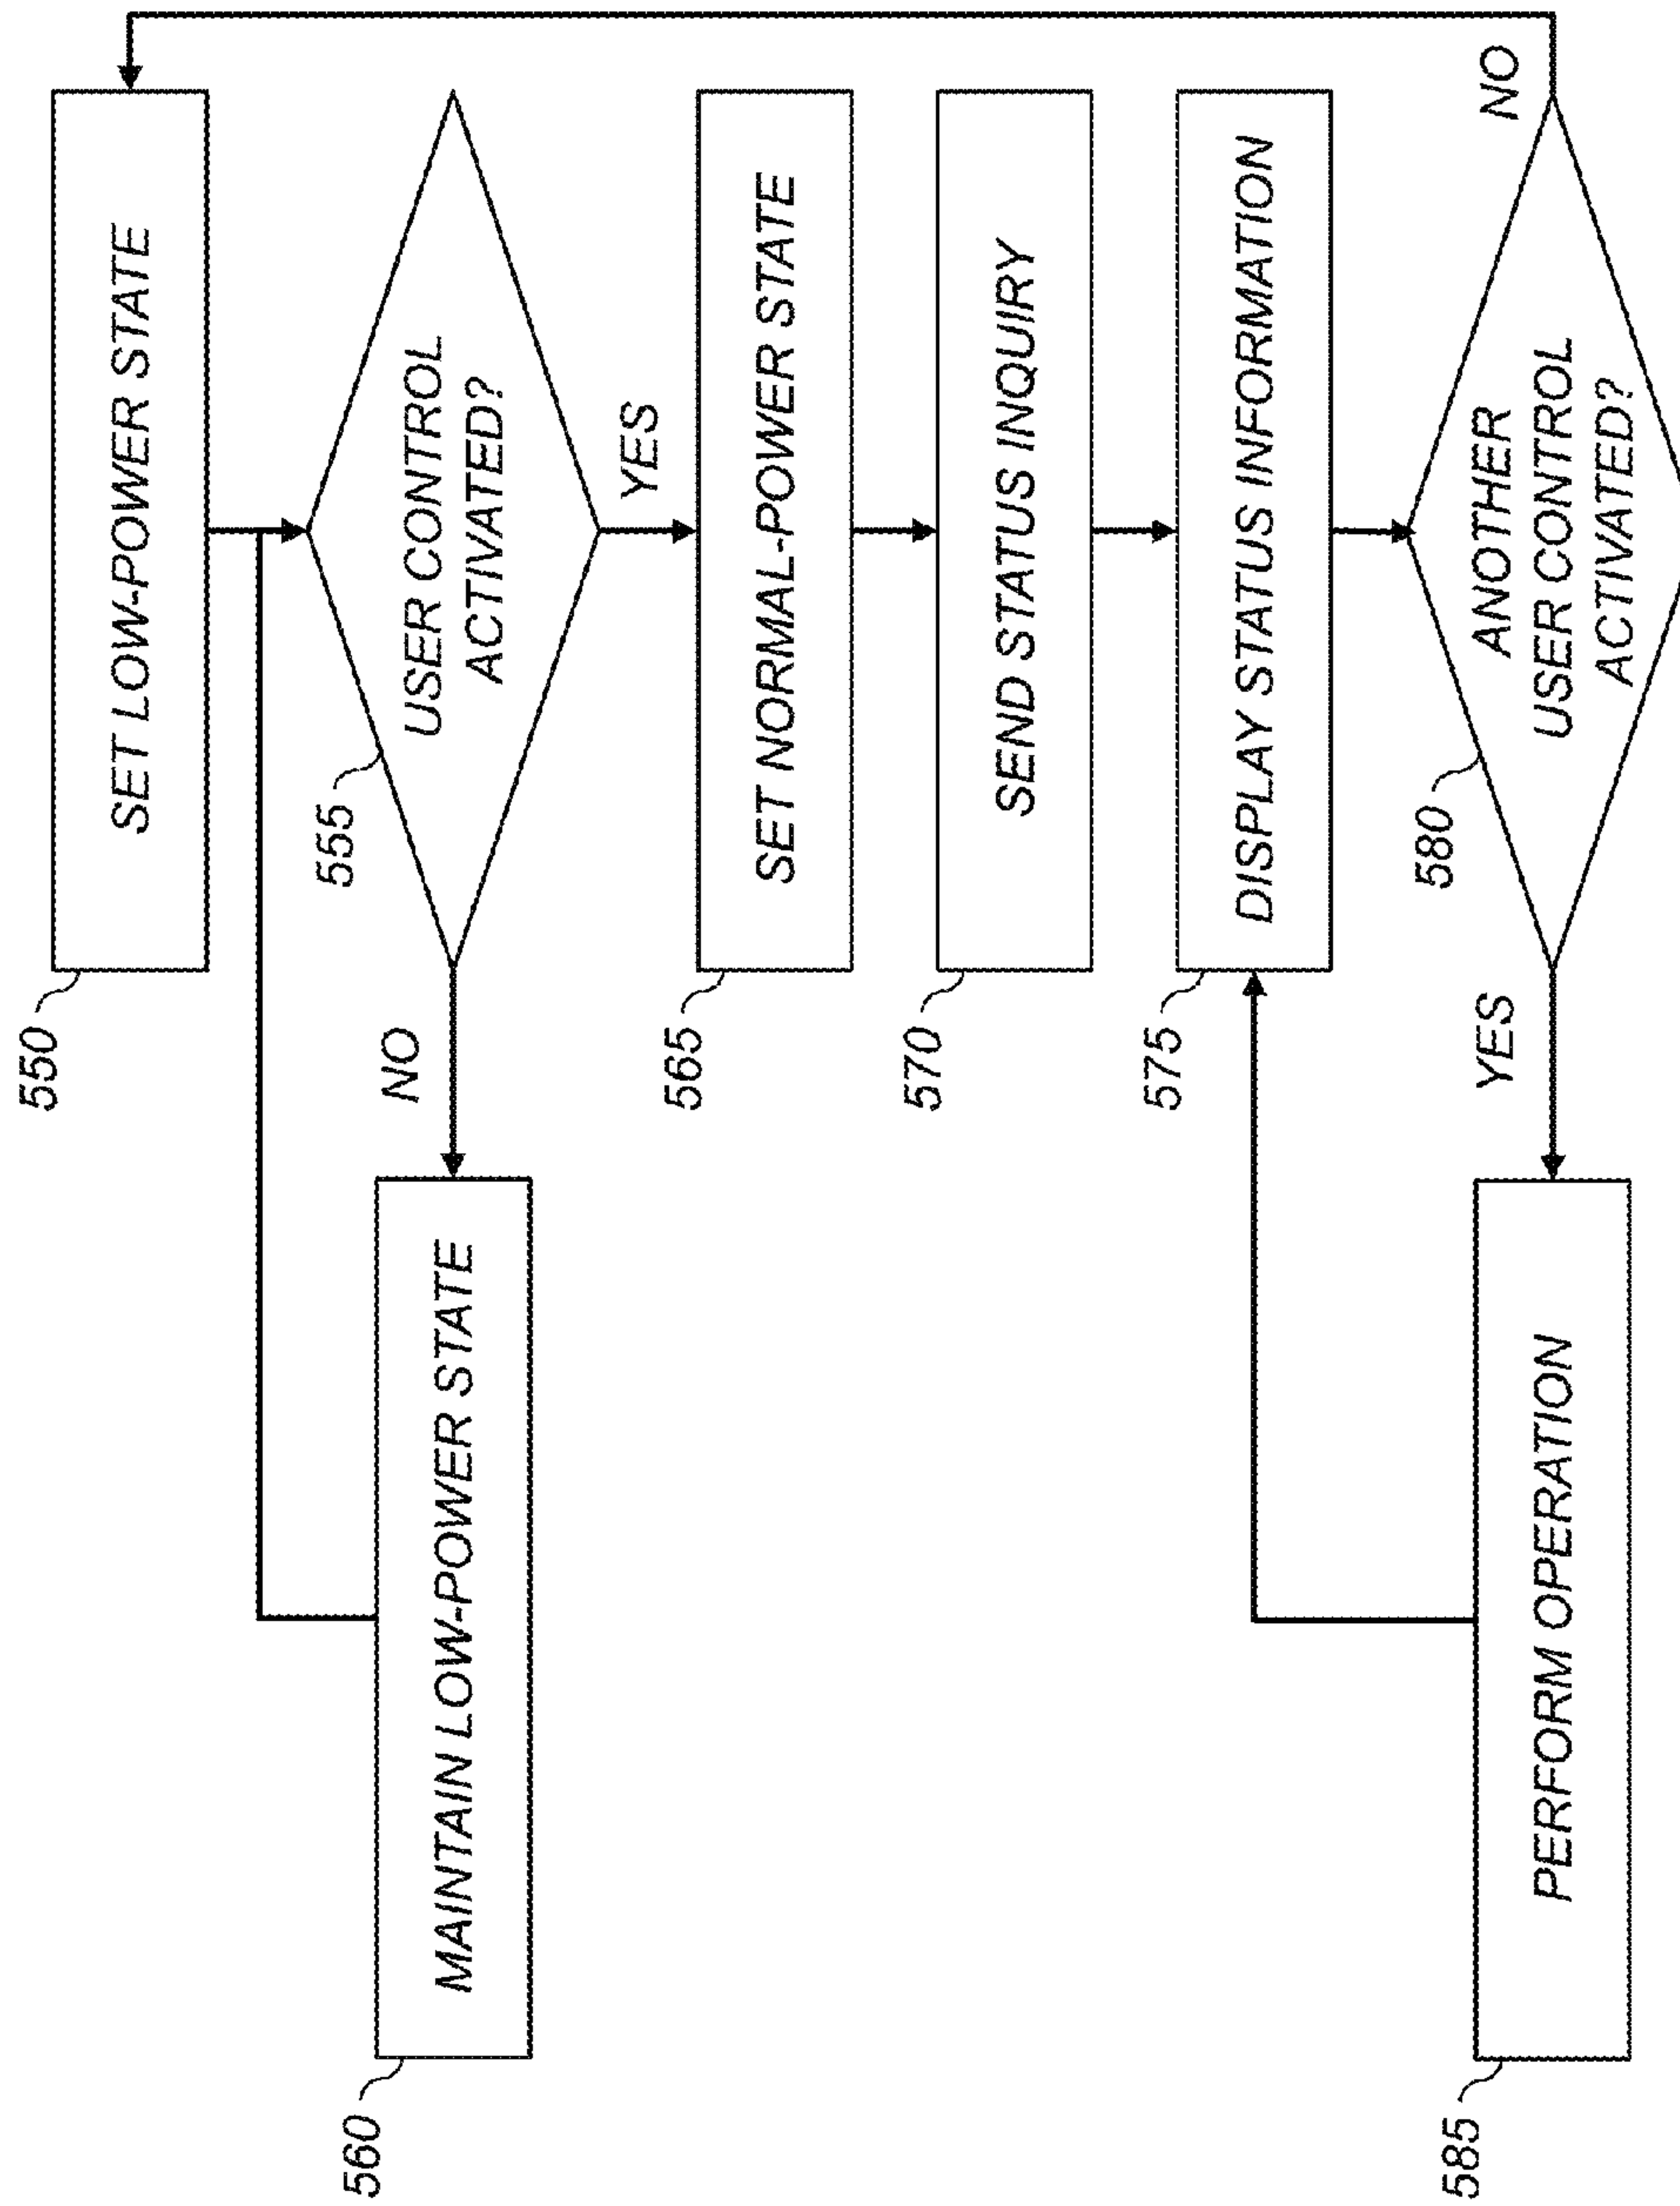 550
SET LOW-POWER STATE
555
USER CONTROL
ACTIVATED?
NO
YES
560
MAINTAIN LOW-POWER STATE
565
SET NORMAL-POWER STATE
570
SEND STATUS INQUIRY
575
DISPLAY STATUS INFORMATION
580
ANOTHER
USER CONTROL
ACTIVATED?
YES
NO
585
PERFORM OPERATION